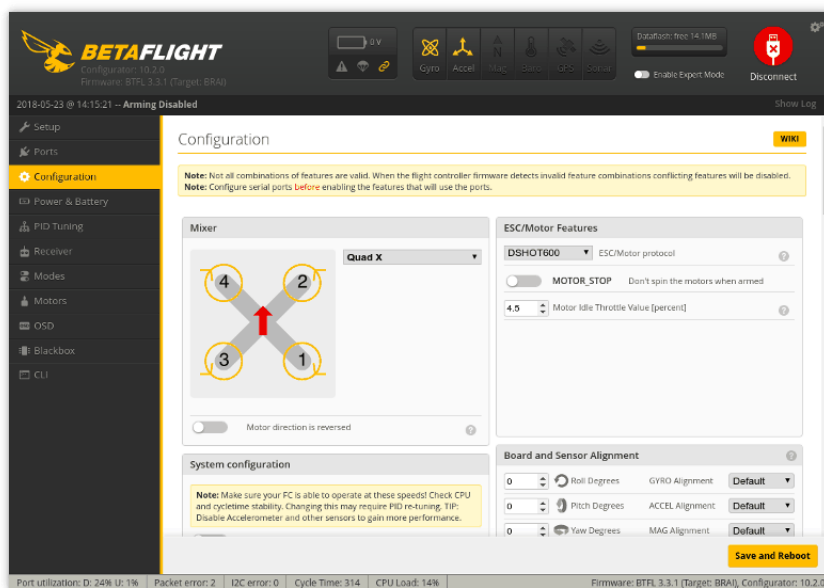 BETAFLIGHT
Configurator: 10.2.0
Firmware: BTFL 3.3.1 (Target: BRAI)
0 V
Gyro
Accel
Mag
Baro
GPS
Sonar
Dataflash: free 14.1MB
Enable Expert Mode
Disconnect
2018-05-23 @ 14:15:21 -- Arming Disabled
Show Log
Setup
Ports
Configuration
Power & Battery
PID Tuning
Receiver
Modes
Motors
OSD
Blackbox
CLI
Configuration
WIKI
Note: Not all combinations of features are valid. When the flight controller firmware detects invalid feature combinations conflicting features will be disabled.
Note: Configure serial ports before enabling the features that will use the ports.
Mixer
Quad X
4
2
3
1
Motor direction is reversed
System configuration
Note: Make sure your FC is able to operate at these speeds! Check CPU
and cycletime stability. Changing this may require PID re-tuning. TIP:
Disable Accelerometer and other sensors to gain more performance.
ESC/Motor Features
DSHOT600
ESC/Motor protocol
MOTOR_STOP
Don't spin the motors when armed
4.5
Motor Idle Throttle Value [percent]
Board and Sensor Alignment
0
Roll Degrees
GYRO Alignment
Default
0
Pitch Degrees
ACCEL Alignment
Default
0
Yaw Degrees
MAG Alignment
Default
Save and Reboot
Port utilization: D: 24% U: 1%
Packet error: 2
I2C error: 0
Cycle Time: 314
CPU Load: 14%
Firmware: BTFL 3.3.1 (Target: BRAI), Configurator: 10.2.0